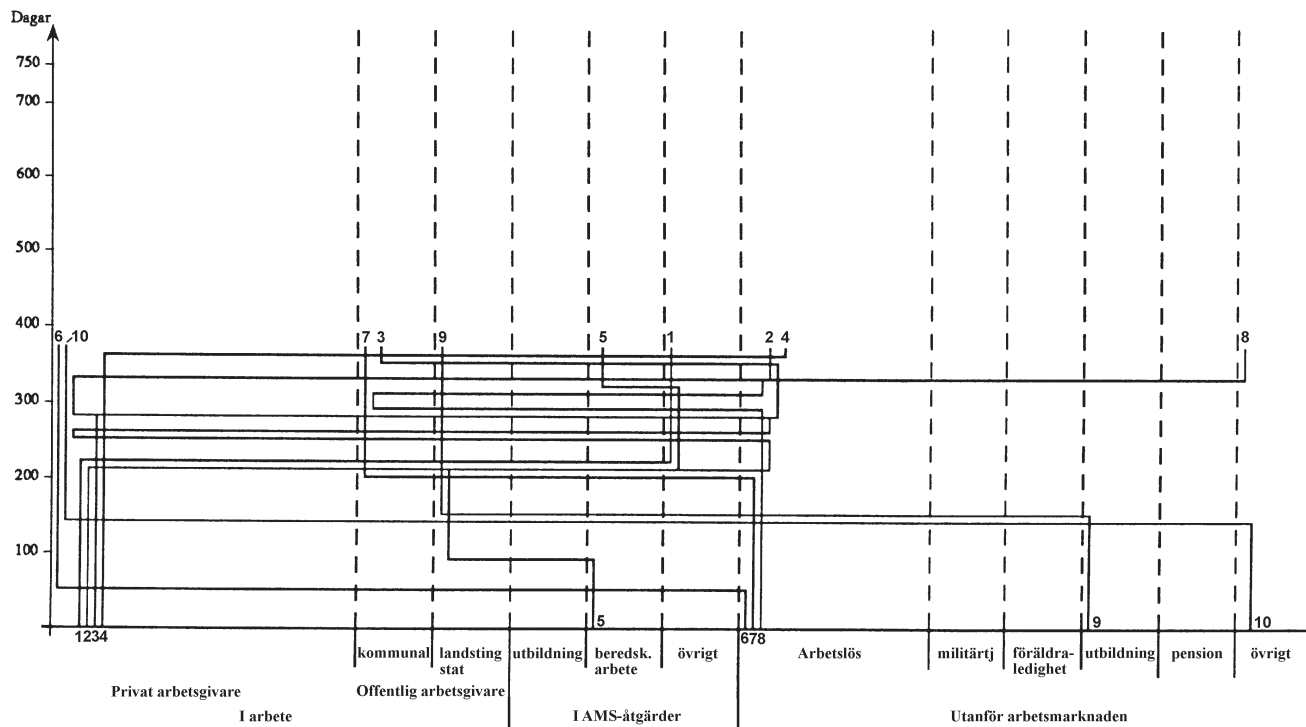 Dagar
750
700
600
500
400
6 10 7 3 9 5 1 2 4 8
300
200
100
1234 5 678 9 10
kommunal landsting stat utbildning beredsk. arbete övrigt Arbetslös militärtj föräldra-ledighet utbildning pension övrigt
Privat arbetsgivare Offentlig arbetsgivare
I arbete I AMS-åtgärder Utanför arbetsmarknaden